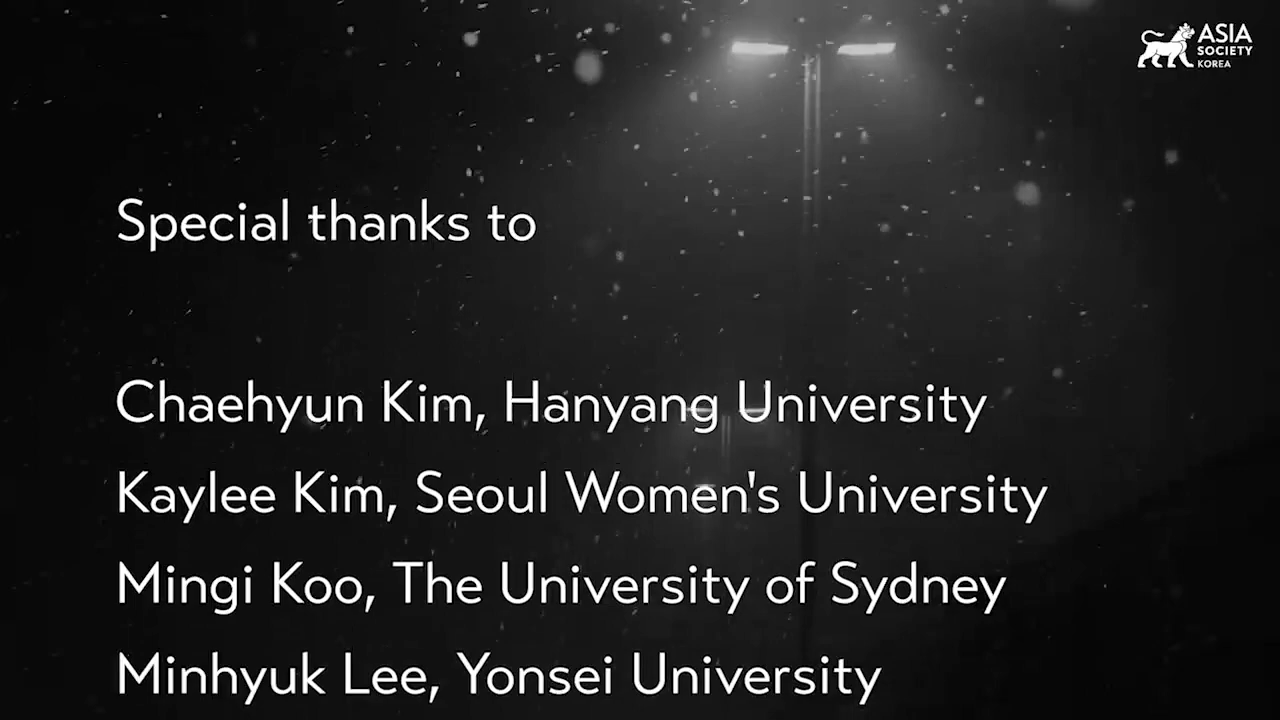 ASIA
SOCIETY
KOREA
Special thanks to
Chaehyun Kim, Hanyang University
Kaylee Kim, Seoul Women's University
Mingi Koo, The University of Sydney
Minhyuk Lee, Yonsei University